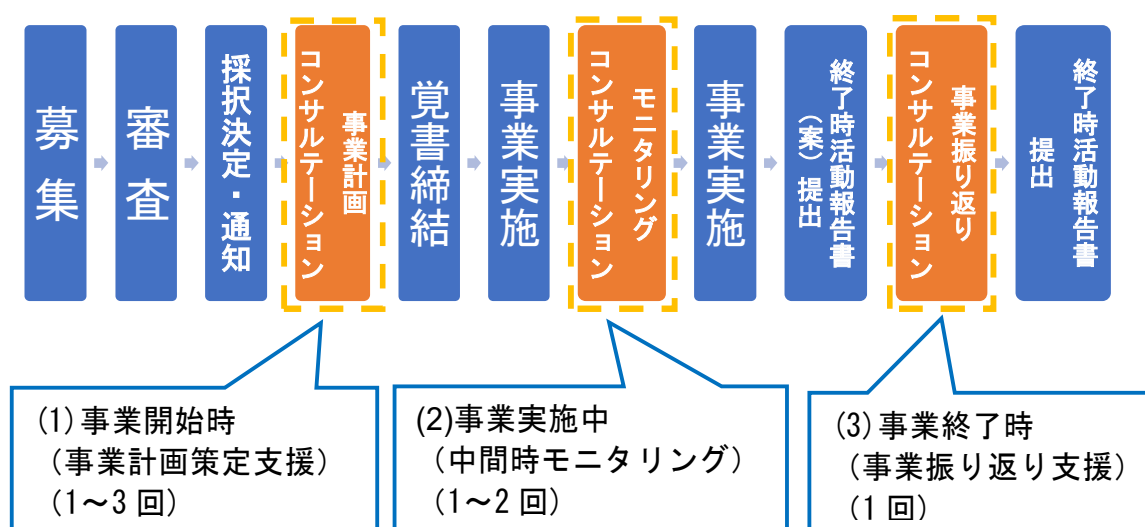 募集
審査
採択決定・通知
事業計画
コンサルテーション
覚書締結
事業実施
モニタリング
コンサルテーション
事業実施
終了時活動報告書
（案）提出
事業振り返り
コンサルテーション
終了時活動報告書
提出
(1)事業開始時
（事業計画策定支援）
(1～3回)
(2)事業実施中
（中間時モニタリング）
(1～2回)
(3)事業終了時
（事業振り返り支援）
(1回)